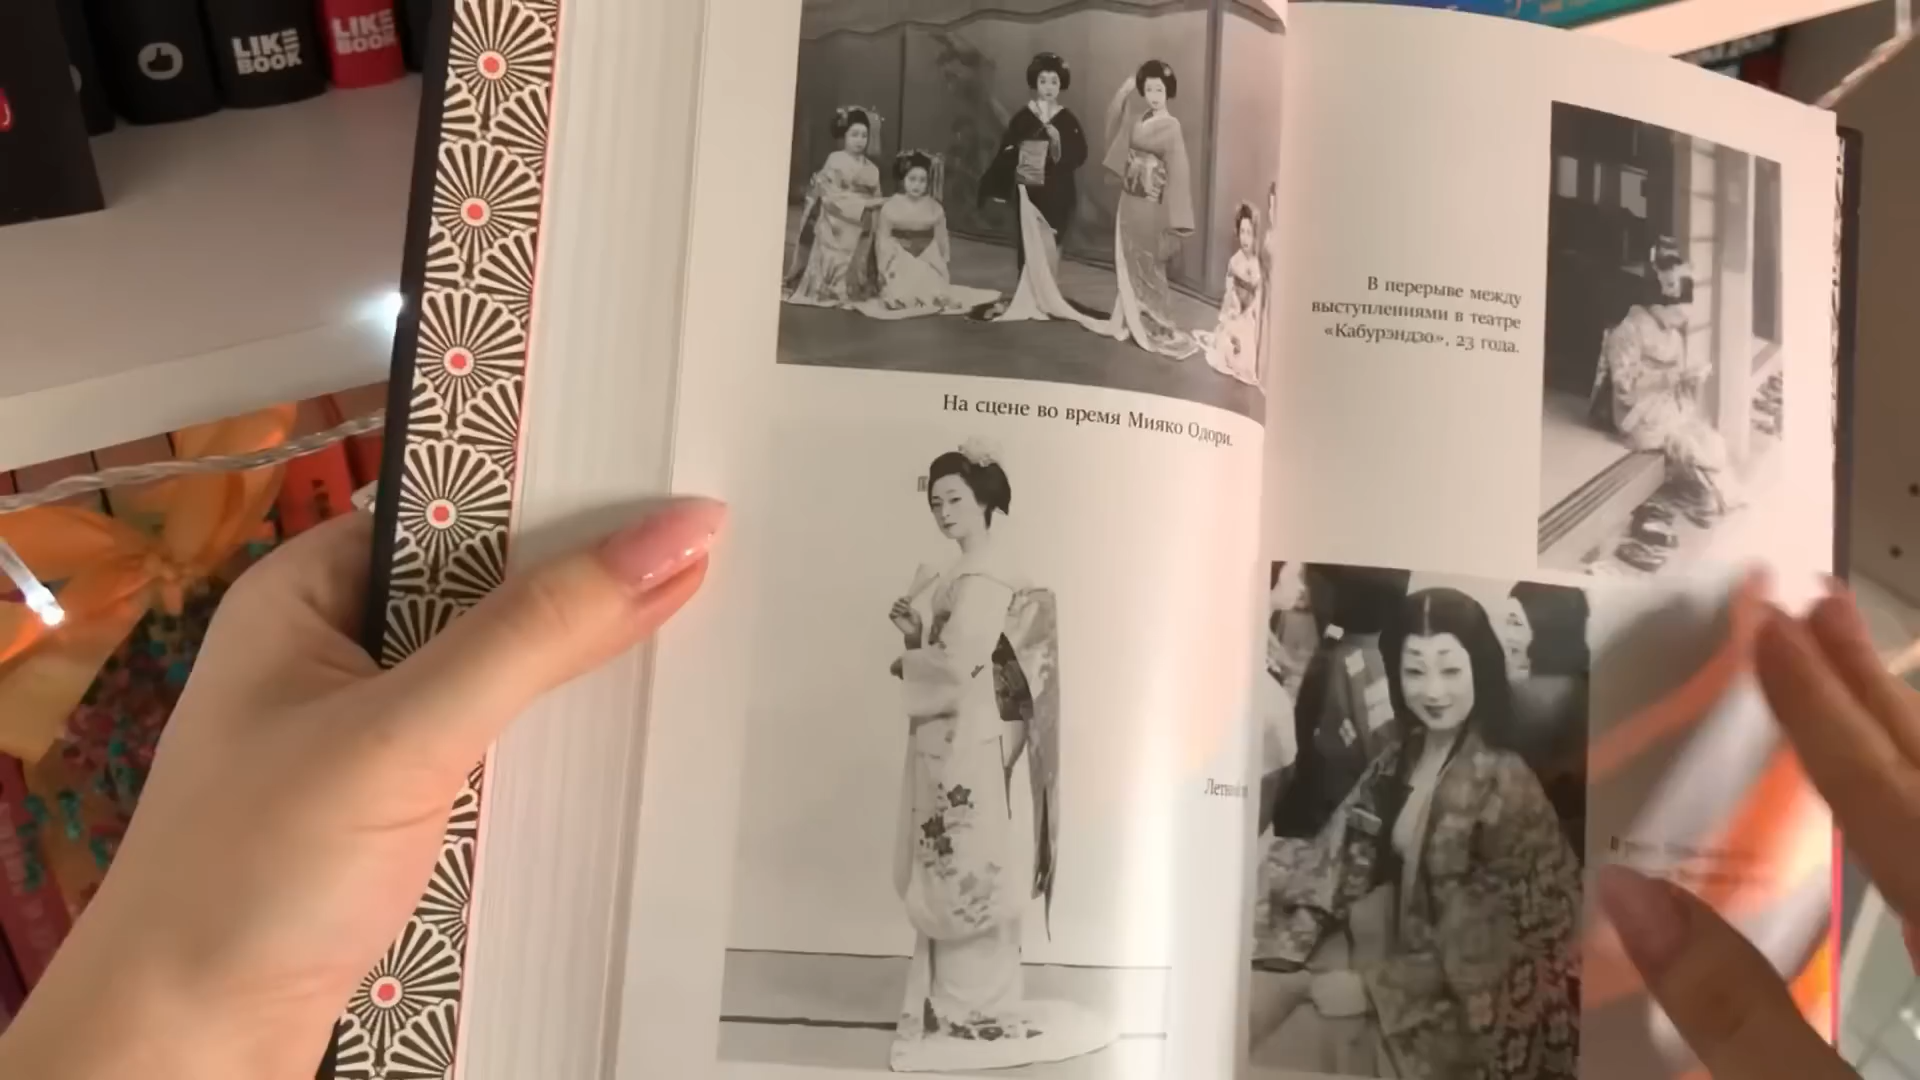 LIKE
BOOK
LIKE
BOOK
На сцене во время Мияко Одори.
В перерыве между
выступлениями в театре
«Кабурэндзо», 23 года.